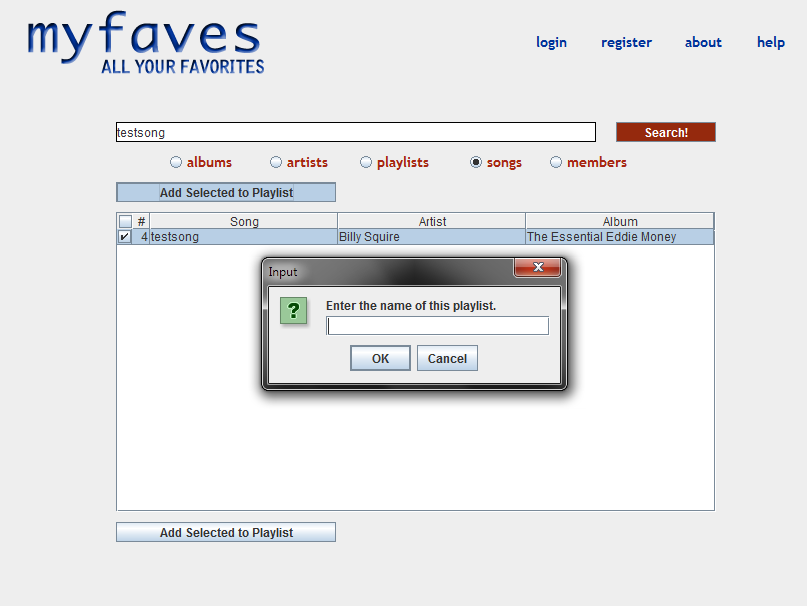 myfaves
ALL YOUR FAVORITES
login register about help
testsong Search!
albums artists playlists songs members
Add Selected to Playlist
# Song Artist Album
4 testsong Billy Squire The Essential Eddie Money
Input X
? Enter the name of this playlist.
OK Cancel
Add Selected to Playlist